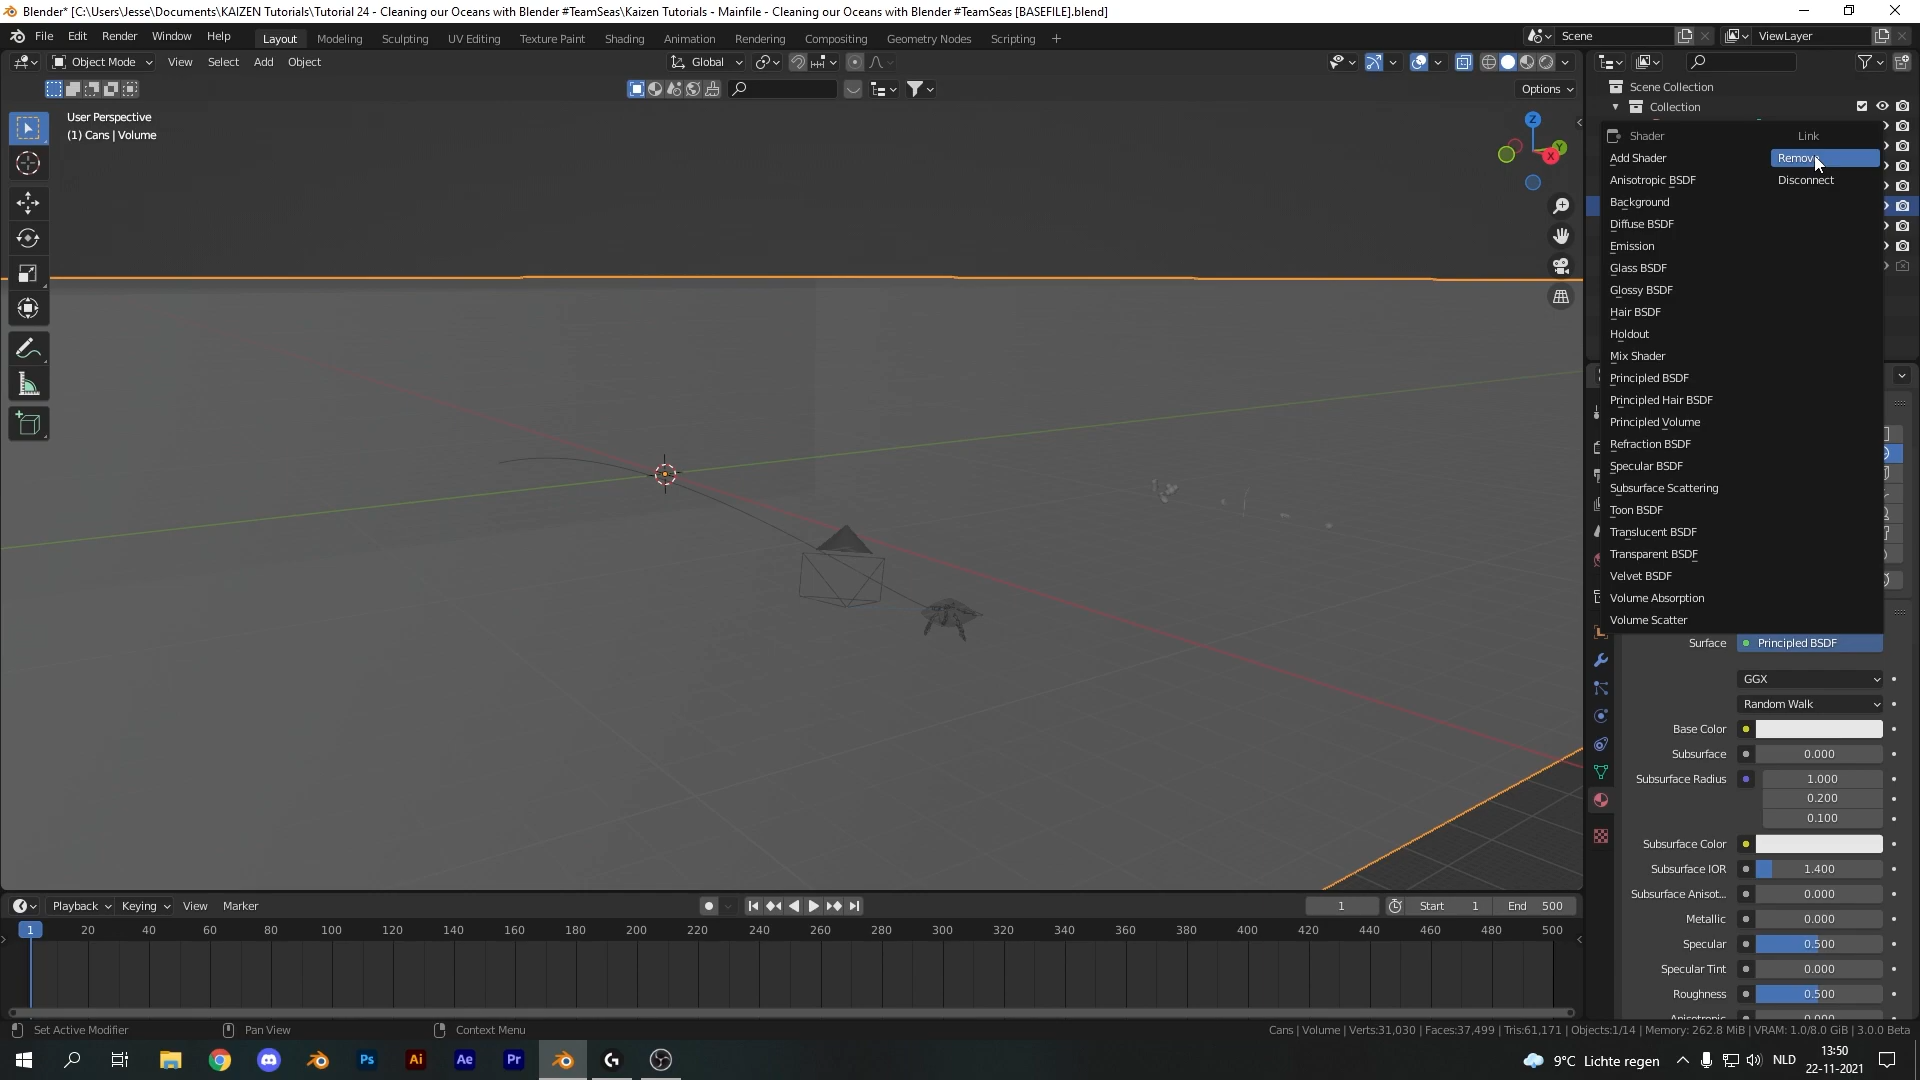 Blender* [C:\Users\Jesse\Documents\KAIZEN Tutorials\Tutorial 24 - Cleaning our Oceans with Blender #TeamSeas\Kaizen Tutorials - Mainfile - Cleaning our Oceans with Blender #TeamSeas [BASEFILE].blend]
File Edit Render Window Help Layout Modeling Sculpting UV Editing Texture Paint Shading Animation Rendering Compositing Geometry Nodes Scripting + Scene ViewLayer
Object Mode View Select Add Object Global
Options
Scene Collection
Collection
User Perspective
(1) Cans | Volume
Z
Y
X
Shader Link
Add Shader Remove
Anisotropic BSDF Disconnect
Background
Diffuse BSDF
Emission
Glass BSDF
Glossy BSDF
Hair BSDF
Holdout
Mix Shader
Principled BSDF
Principled Hair BSDF
Principled Volume
Refraction BSDF
Specular BSDF
Subsurface Scattering
Toon BSDF
Translucent BSDF
Transparent BSDF
Velvet BSDF
Volume Absorption
Volume Scatter
Surface Principled BSDF
GGX
Random Walk
Base Color
Subsurface 0.000
Subsurface Radius 1.000
0.200
0.100
Subsurface Color
Subsurface IOR 1.400
Subsurface Anisot... 0.000
Metallic 0.000
Specular 0.500
Specular Tint 0.000
Roughness 0.500
Playback Keying View Marker 1 Start 1 End 500
1 20 40 60 80 100 120 140 160 180 200 220 240 260 280 300 320 340 360 380 400 420 440 460 480 500
Set Active Modifier Pan View Context Menu Cans | Volume | Verts:31,030 | Faces:37,499 | Tris:61,171 | Objects:1/14 | Memory: 262.8 MiB | VRAM: 1.0/8.0 GiB | 3.0.0 Beta
Ps Ai Ae Pr 9°C Lichte regen NLD 13:50
22-11-2021